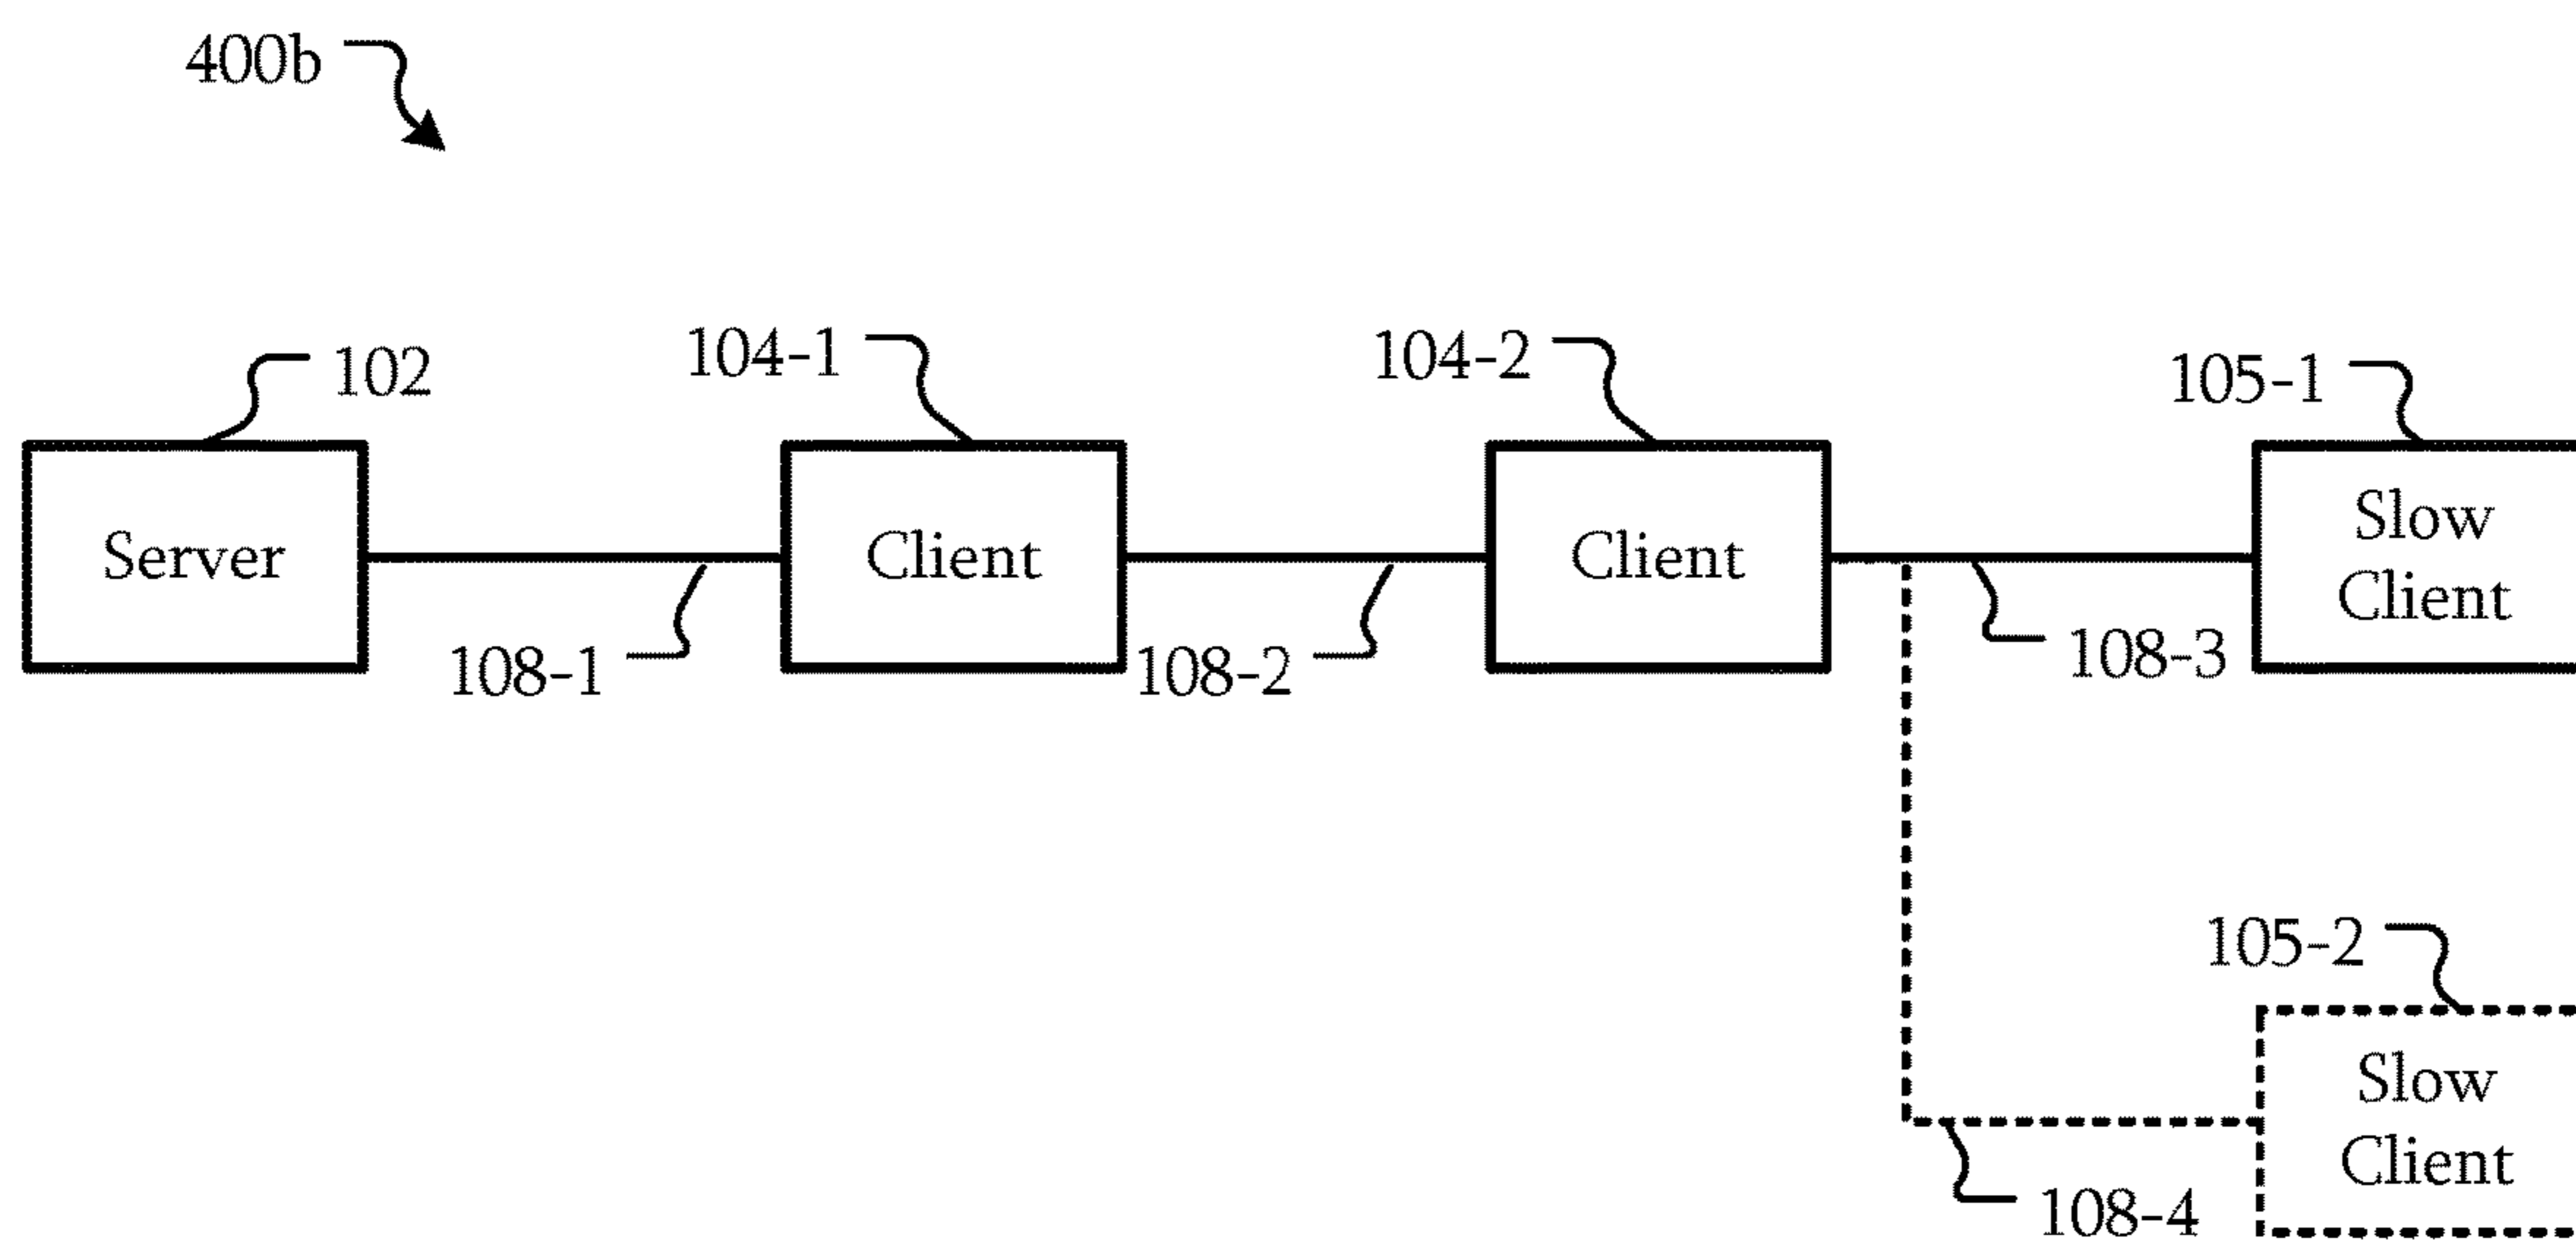 400b
102
104-1
104-2
105-1
Server
Client
Client
Slow
Client
108-1
108-2
108-3
105-2
Slow
Client
108-4